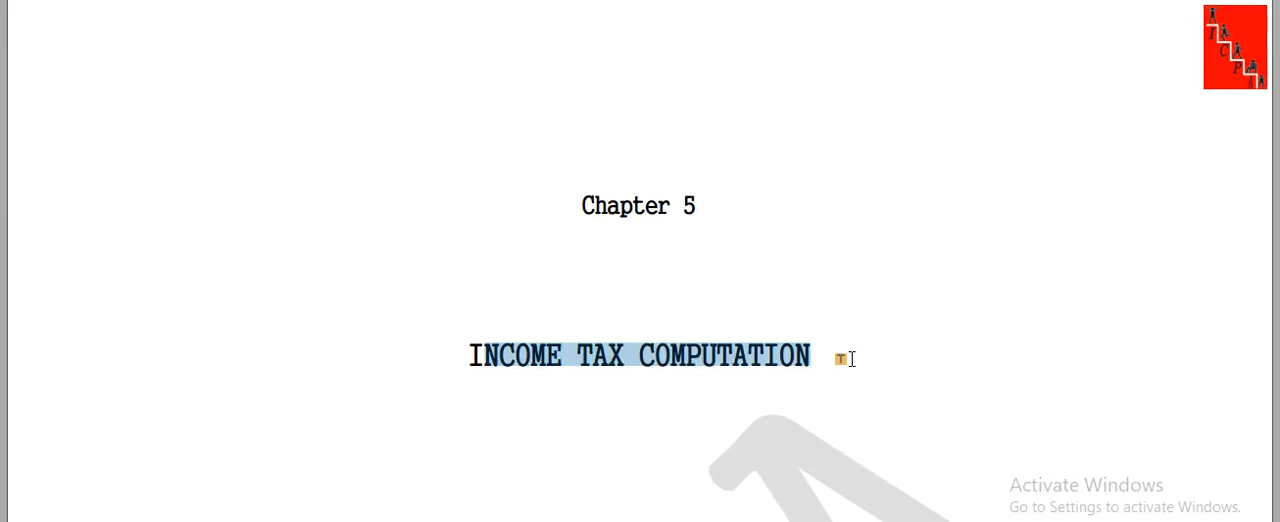 I
C
P
A
Chapter 5
INCOME TAX COMPUTATION
T
Activate Windows
Go to Settings to activate Windows.